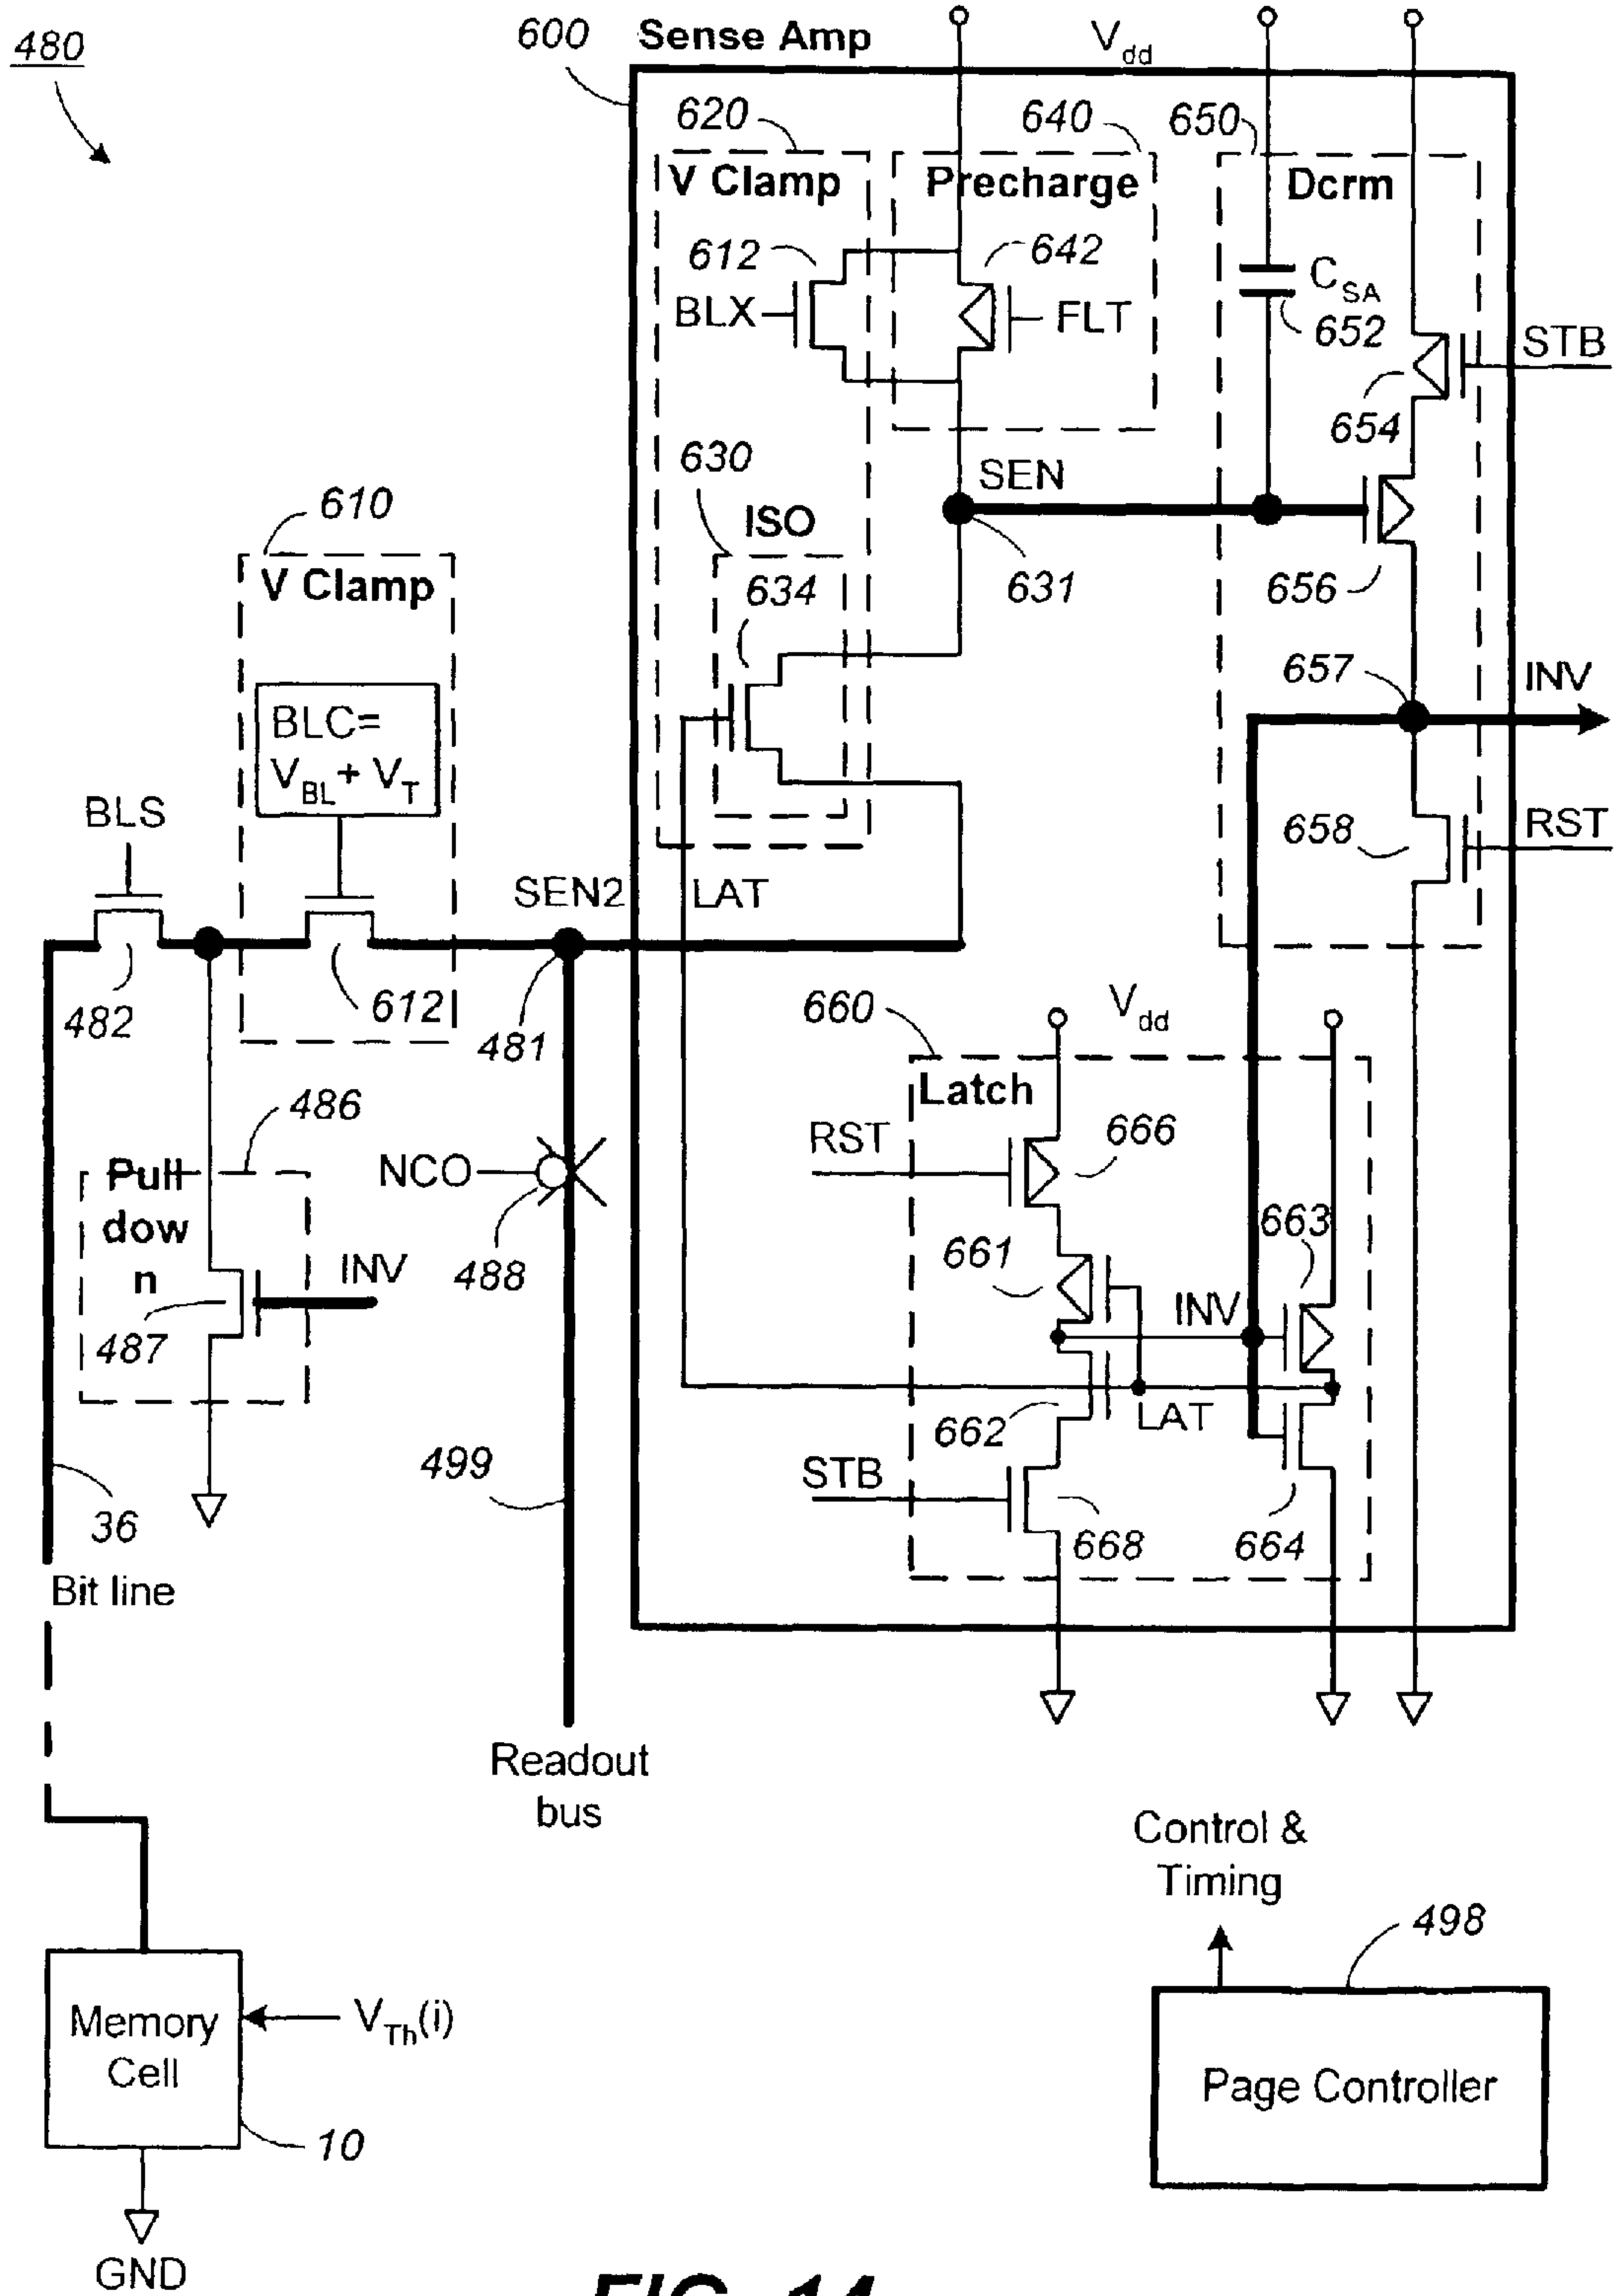 480
600
Sense Amp
Vdd
620
640
650
V Clamp
Precharge
Dcrm
612
642
BLX
FLT
CSA
652
STB
654
630
SEN
ISO
634
631
656
610
V Clamp
657
INV
BLC=
VBL + VT
BLS
658
RST
SEN2
LAT
482
612
481
660
Vdd
Latch
486
RST
666
Pull
dow
n
NCO
663
INV
661
488
INV
487
662
LAT
499
STB
36
668
664
Bit line
Readout
bus
Control &
Timing
498
Memory
Cell
VTh(i)
Page Controller
10
GND
FIG. 14